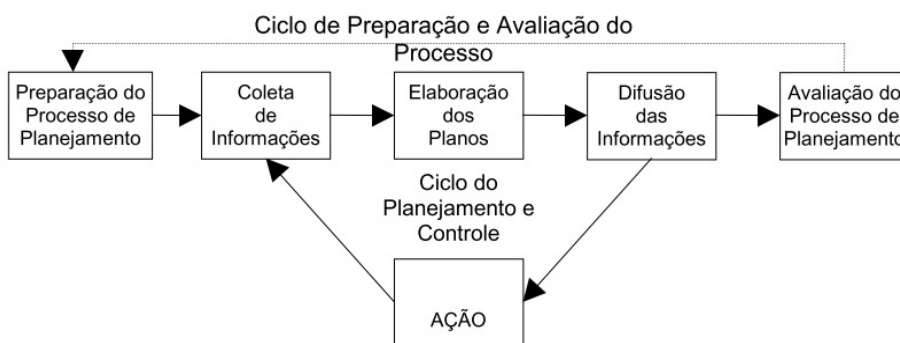 Ciclo de Preparação e Avaliação do
Processo
Preparação do
Processo de
Planejamento
Coleta
de
Informações
Elaboração
dos
Planos
Difusão
das
Informações
Avaliação do
Processo de
Planejamento
Ciclo do
Planejamento e
Controle
AÇÃO